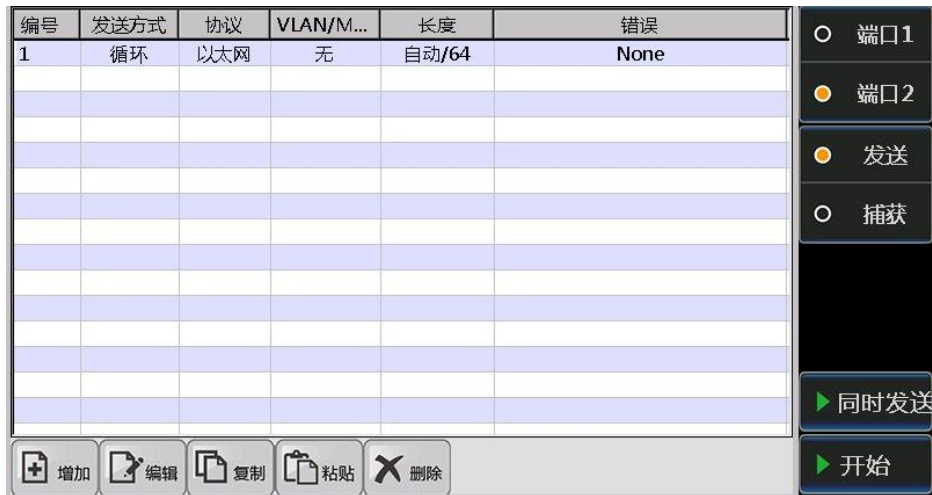 编号 发送方式 协议 VLAN/M... 长度 错误
1 循环 以太网 无 自动/64 None
端口1
端口2
发送
捕获
同时发送
开始
增加 编辑 复制 粘贴 删除